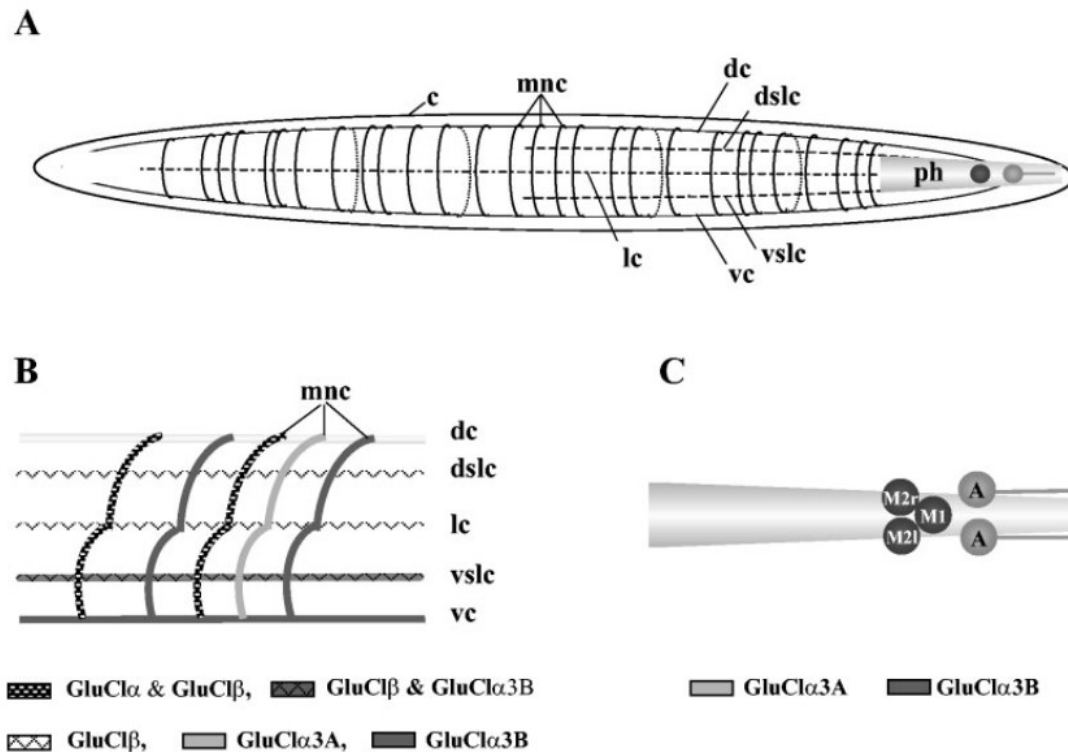 A
c
mnc
dc
dslc
ph
lc
vc
vslc
B
mnc
dc
dslc
lc
vslc
vc
GluClα & GluClβ, GluClβ & GluClα3B
GluClβ, GluClα3A, GluClα3B
C
M2r
M1
M2l
A
A
GluClα3A GluClα3B